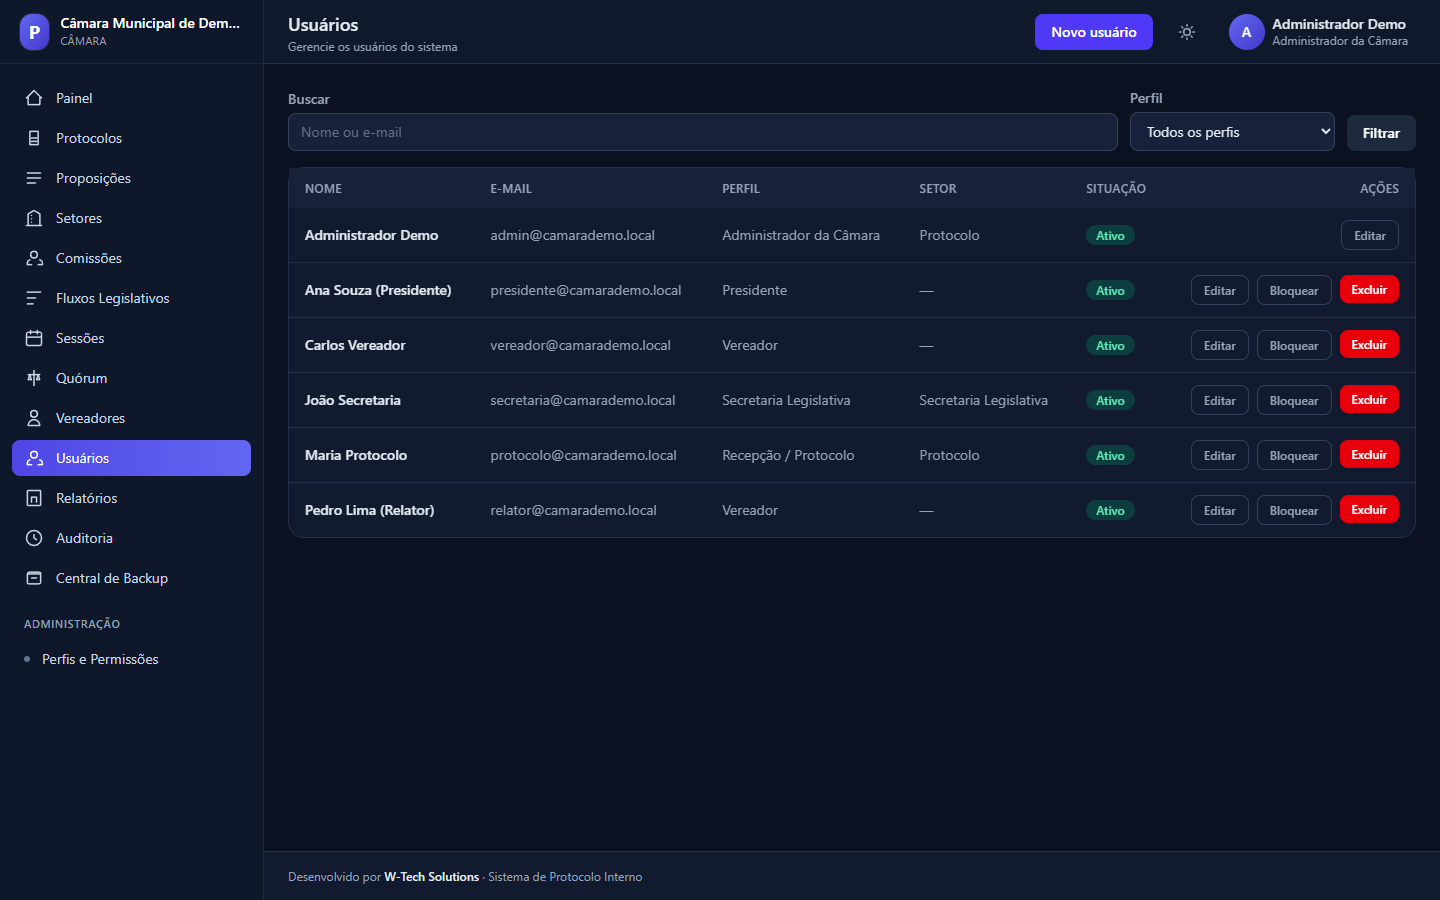 P
Câmara Municipal de Dem...
CÂMARA
Painel
Protocolos
Proposições
Setores
Comissões
Fluxos Legislativos
Sessões
Quórum
Vereadores
Usuários
Relatórios
Auditoria
Central de Backup
ADMINISTRAÇÃO
Perfis e Permissões
Usuários
Gerencie os usuários do sistema
Novo usuário
A
Administrador Demo
Administrador da Câmara
Buscar
Nome ou e-mail
Perfil
Todos os perfis
Filtrar
NOME E-MAIL PERFIL SETOR SITUAÇÃO AÇÕES
Administrador Demo admin@camarademo.local Administrador da Câmara Protocolo Ativo Editar
Ana Souza (Presidente) presidente@camarademo.local Presidente — Ativo Editar Bloquear Excluir
Carlos Vereador vereador@camarademo.local Vereador — Ativo Editar Bloquear Excluir
João Secretaria secretaria@camarademo.local Secretaria Legislativa Secretaria Legislativa Ativo Editar Bloquear Excluir
Maria Protocolo protocolo@camarademo.local Recepção / Protocolo Protocolo Ativo Editar Bloquear Excluir
Pedro Lima (Relator) relator@camarademo.local Vereador — Ativo Editar Bloquear Excluir
Desenvolvido por W-Tech Solutions · Sistema de Protocolo Interno